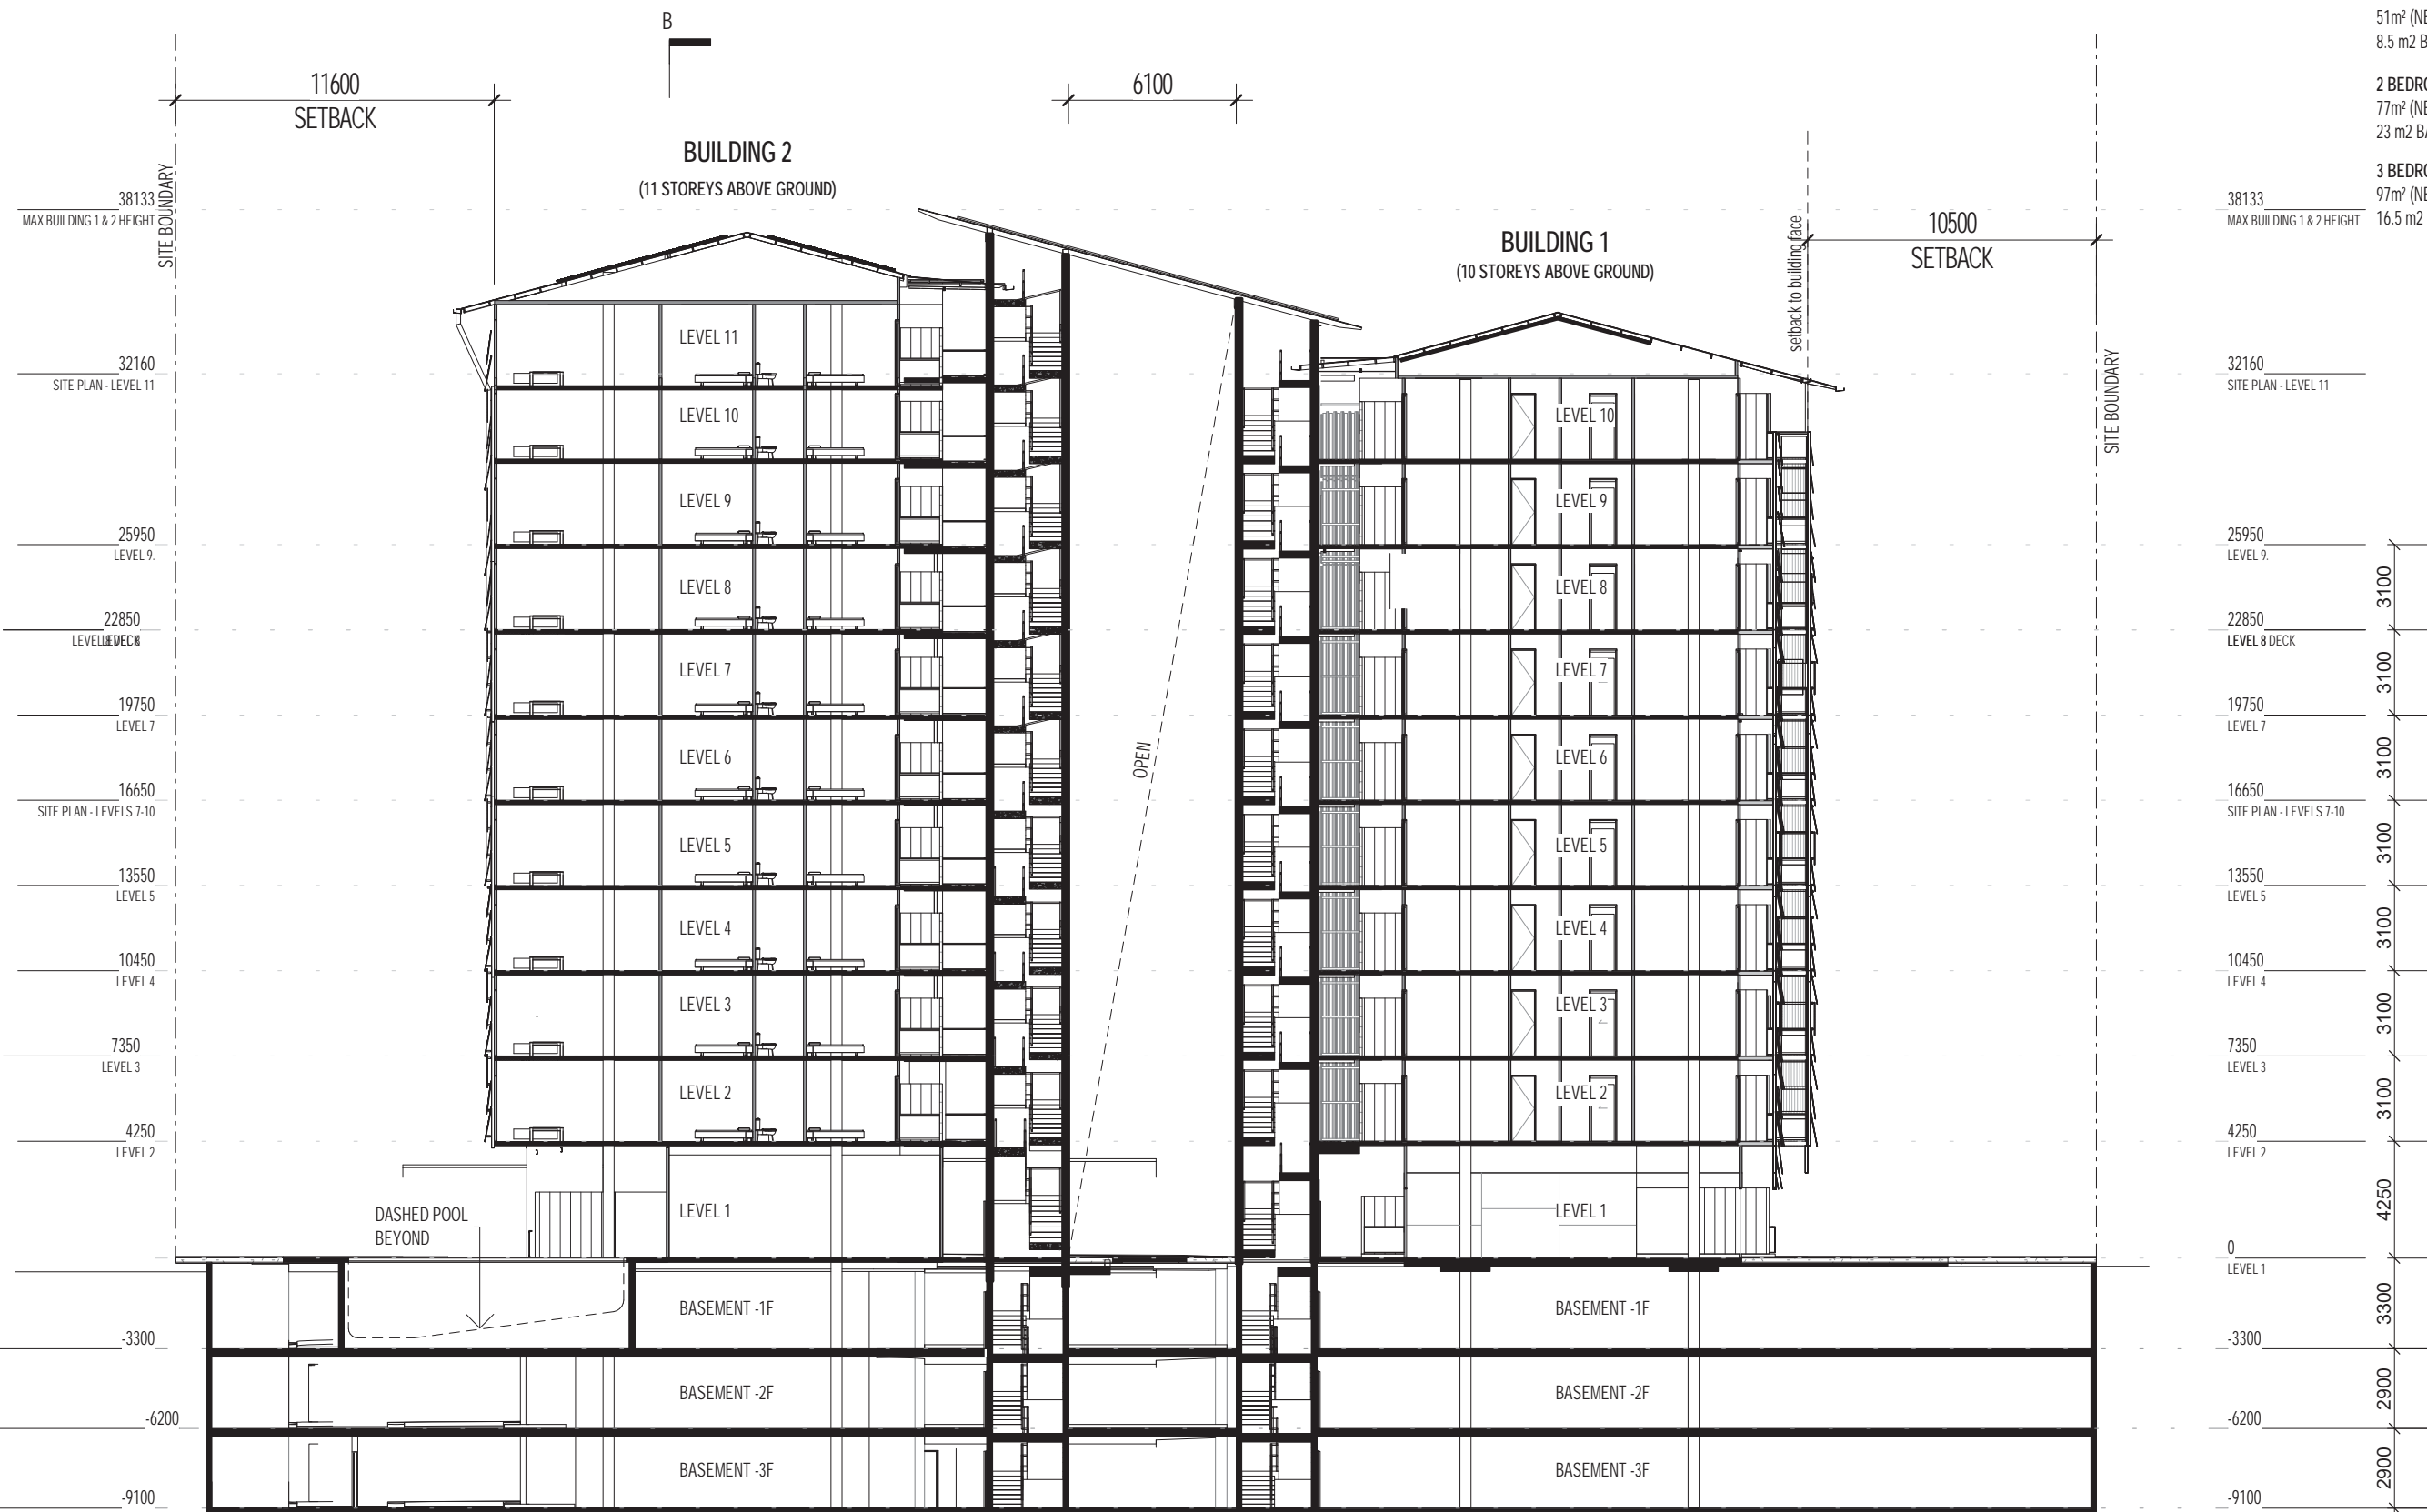 B
51m² (NE
8.5 m2 B
2 BEDRO
77m² (NE
23 m2 BA
3 BEDRO
97m² (NE
16.5 m2
11600
SETBACK
6100
BUILDING 2
(11 STOREYS ABOVE GROUND)
BUILDING 1
(10 STOREYS ABOVE GROUND)
10500
SETBACK
setback to building face
SITE BOUNDARY
SITE BOUNDARY
38133
MAX BUILDING 1 & 2 HEIGHT
32160
SITE PLAN - LEVEL 11
25950
LEVEL 9.
22850
19750
LEVEL 7
16650
SITE PLAN - LEVELS 7-10
13550
LEVEL 5
10450
LEVEL 4
7350
LEVEL 3
4250
LEVEL 2
-3300
-6200
-9100
LEVEL 11
LEVEL 10
LEVEL 9
LEVEL 8
LEVEL 7
LEVEL 6
LEVEL 5
LEVEL 4
LEVEL 3
LEVEL 2
LEVEL 1
DASHED POOL
BEYOND
BASEMENT -1F
BASEMENT -2F
BASEMENT -3F
OPEN
LEVEL 10
LEVEL 9
LEVEL 8
LEVEL 7
LEVEL 6
LEVEL 5
LEVEL 4
LEVEL 3
LEVEL 2
LEVEL 1
BASEMENT -1F
BASEMENT -2F
BASEMENT -3F
38133
MAX BUILDING 1 & 2 HEIGHT
32160
SITE PLAN - LEVEL 11
25950
LEVEL 9.
22850
LEVEL 8 DECK
19750
LEVEL 7
16650
SITE PLAN - LEVELS 7-10
13550
LEVEL 5
10450
LEVEL 4
7350
LEVEL 3
4250
LEVEL 2
0
LEVEL 1
-3300
-6200
-9100
3100
3100
3100
3100
3100
3100
3100
4250
3300
2900
2900